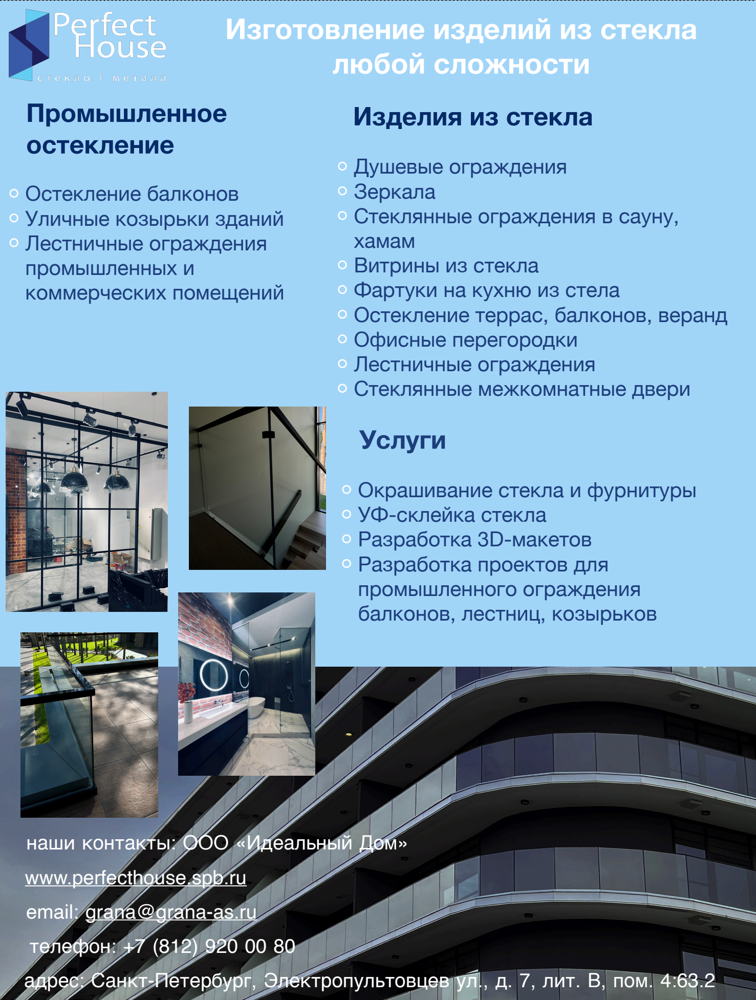 Perfect
House
стекло | металл
Изготовление изделий из стекла
любой сложности
Промышленное
остекление
Остекление балконов
Уличные козырьки зданий
Лестничные ограждения
промышленных и
коммерческих помещений
Изделия из стекла
Душевые ограждения
Зеркала
Стеклянные ограждения в сауну,
хамам
Витрины из стекла
Фартуки на кухню из стела
Остекление террас, балконов, веранд
Офисные перегородки
Лестничные ограждения
Стеклянные межкомнатные двери
Услуги
Окрашивание стекла и фурнитуры
УФ-склейка стекла
Разработка 3D-макетов
Разработка проектов для
промышленного ограждения
балконов, лестниц, козырьков
наши контакты: ООО «Идеальный Дом»
www.perfecthouse.spb.ru
email: grana@grana-as.ru
телефон: +7 (812) 920 00 80
адрес: Санкт-Петербург, Электропультовцев ул., д. 7, лит. В, пом. 4:63.2